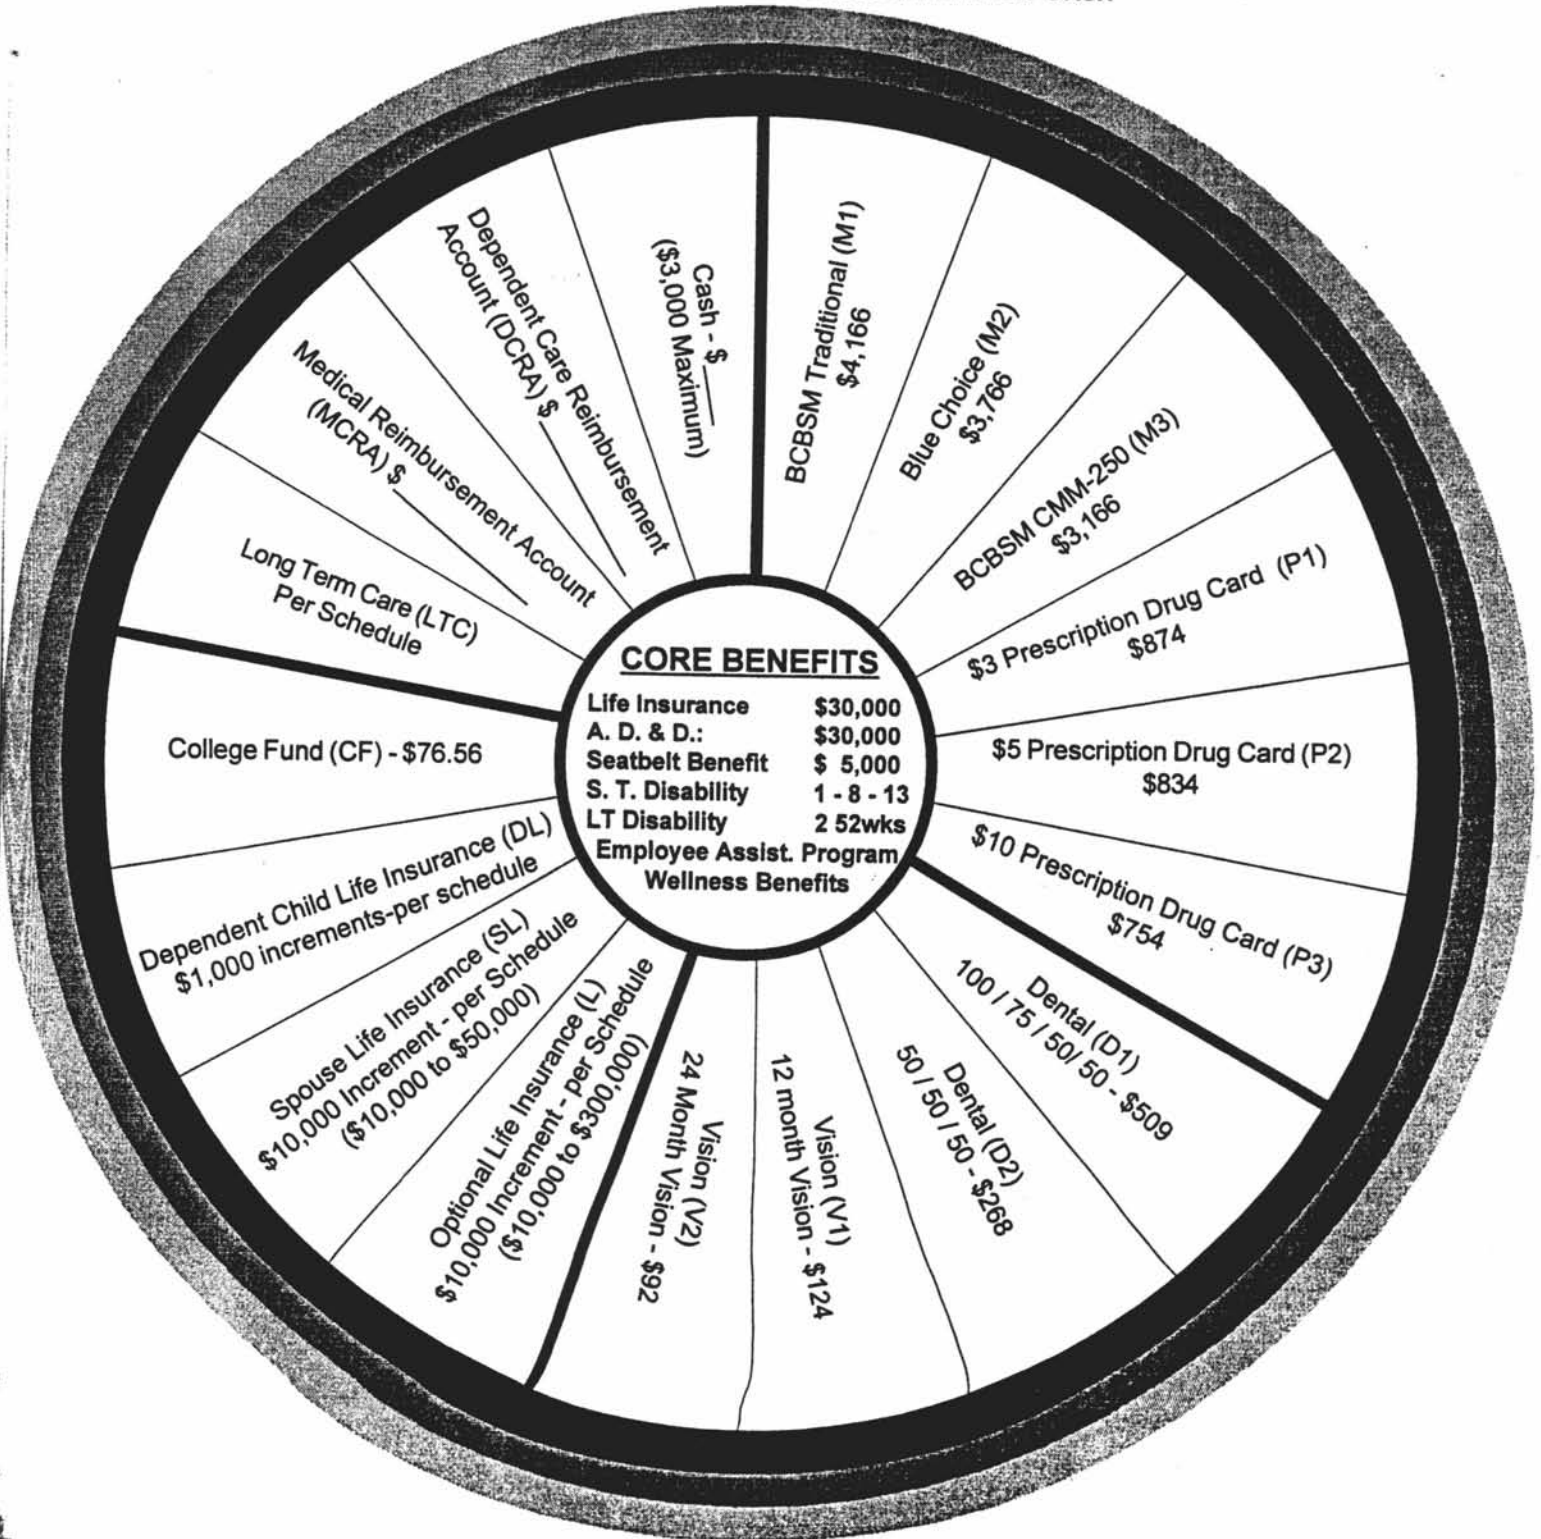 CORE BENEFITS
Life Insurance $30,000
A. D. & D.: $30,000
Seatbelt Benefit $ 5,000
S. T. Disability 1 - 8 - 13
LT Disability 2 52wks
Employee Assist. Program
Wellness Benefits
BCBSM Traditional (M1)
$4,166
Blue Choice (M2)
$3,766
BCBSM CMM-250 (M3)
$3,166
$3 Prescription Drug Card (P1)
$874
$5 Prescription Drug Card (P2)
$834
$10 Prescription Drug Card (P3)
$754
Dental (D1)
100 / 75 / 50/ 50 - $509
Dental (D2)
50 / 50 / 50 - $268
Vision (V1)
12 month Vision - $124
Vision (V2)
24 Month Vision - $92
Optional Life Insurance (L)
$10,000 Increment - per Schedule
($10,000 to $300,000)
Spouse Life Insurance (SL)
$10,000 Increment - per Schedule
($10,000 to $50,000)
Dependent Child Life Insurance (DL)
$1,000 increments-per schedule
College Fund (CF) - $76.56
Long Term Care (LTC)
Per Schedule
Medical Reimbursement Account
(MCRA) $ ________
Dependent Care Reimbursement
Account (DCRA) $ ________
Cash - $ ____
($3,000 Maximum)